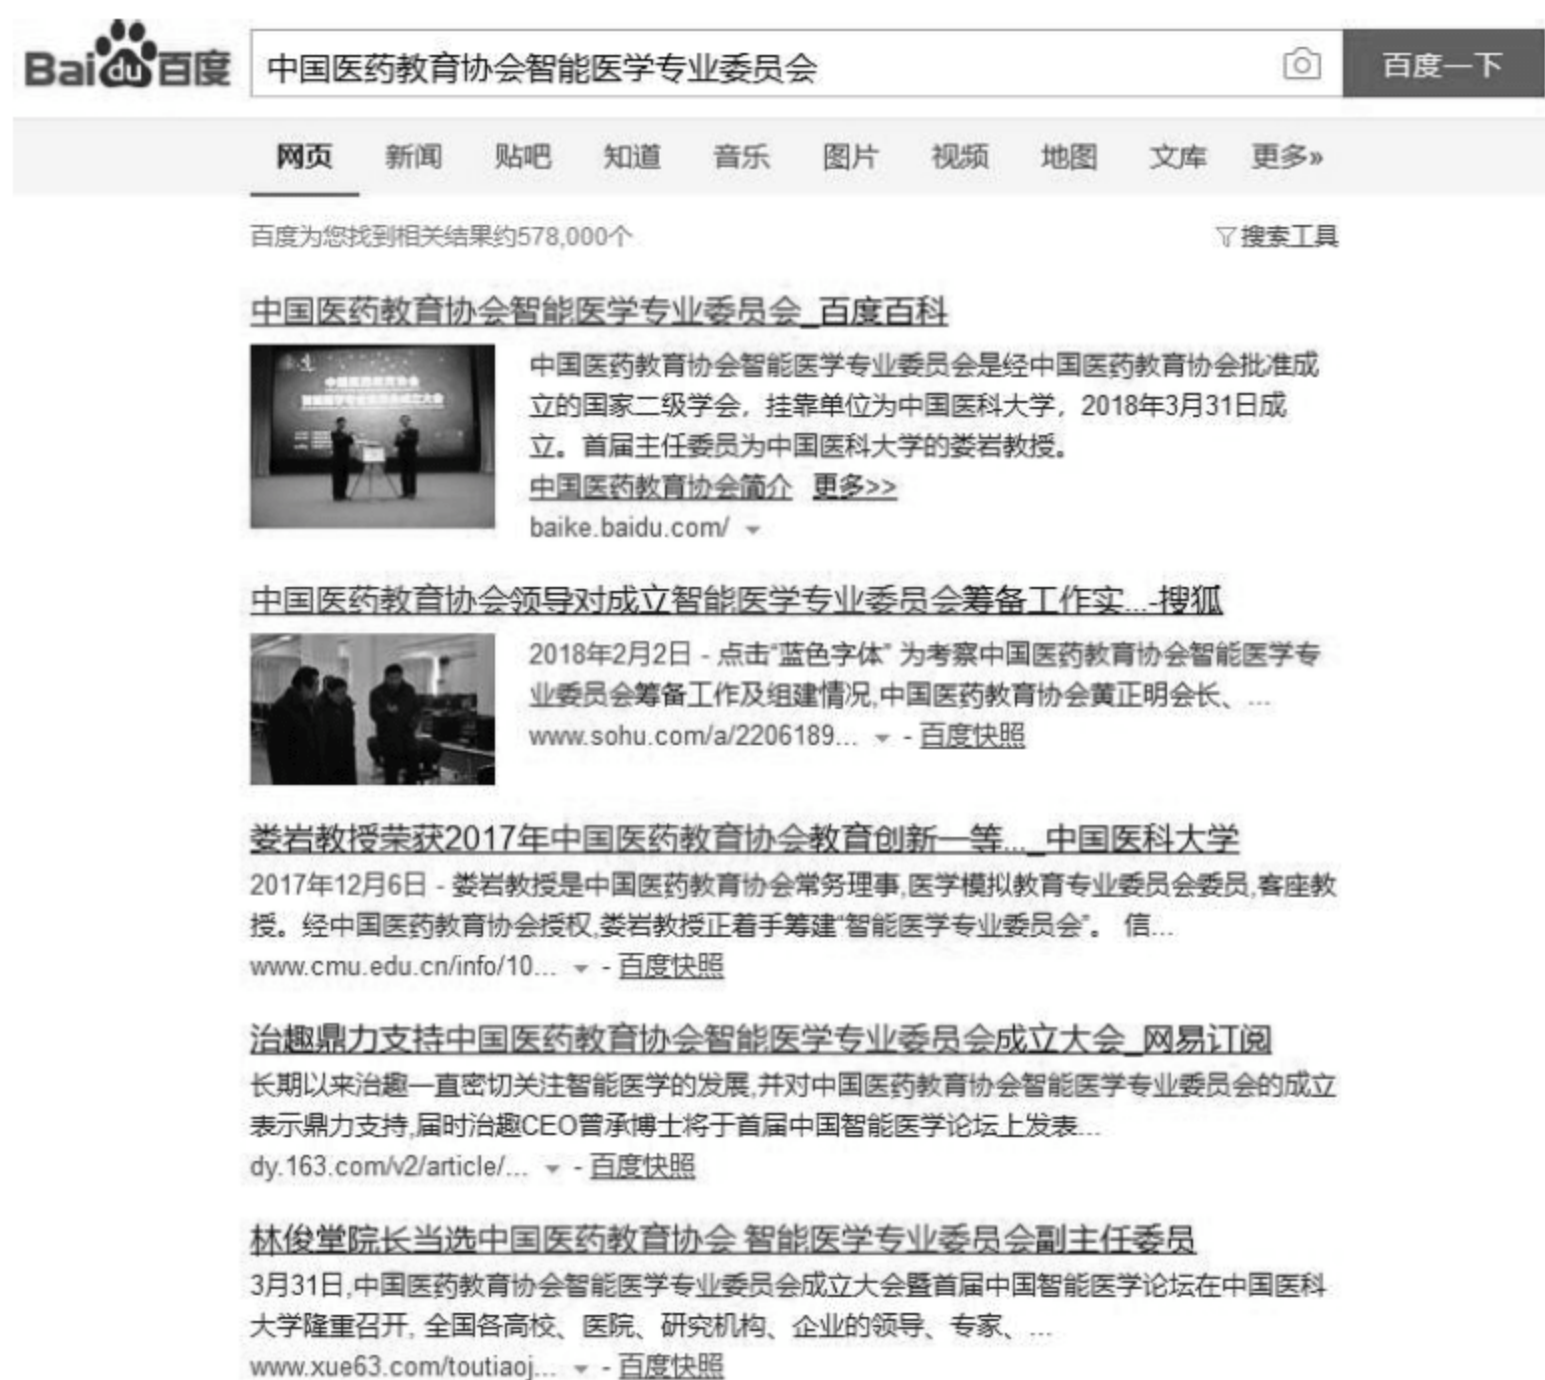 Bai du 百度 中国医药教育协会智能医学专业委员会 百度一下
网页 新闻 贴吧 知道 音乐 图片 视频 地图 文库 更多»
百度为您找到相关结果约578,000个 搜索工具
中国医药教育协会智能医学专业委员会_百度百科
中国医药教育协会
智能医学专业委员会成立大会
中国医药教育协会智能医学专业委员会是经中国医药教育协会批准成
立的国家二级学会，挂靠单位为中国医科大学，2018年3月31日成
立。首届主任委员为中国医科大学的娄岩教授。
中国医药教育协会简介 更多>>
baike.baidu.com/
中国医药教育协会领导对成立智能医学专业委员会筹备工作实...-搜狐
2018年2月2日 - 点击“蓝色字体” 为考察中国医药教育协会智能医学专
业委员会筹备工作及组建情况,中国医药教育协会黄正明会长、...
www.sohu.com/a/2206189... - 百度快照
娄岩教授荣获2017年中国医药教育协会教育创新一等..._中国医科大学
2017年12月6日 - 娄岩教授是中国医药教育协会常务理事,医学模拟教育专业委员会委员,客座教
授。经中国医药教育协会授权,娄岩教授正着手筹建“智能医学专业委员会”。 信...
www.cmu.edu.cn/info/10... - 百度快照
治趣鼎力支持中国医药教育协会智能医学专业委员会成立大会_网易订阅
长期以来治趣一直密切关注智能医学的发展,并对中国医药教育协会智能医学专业委员会的成立
表示鼎力支持,届时治趣CEO曾承博士将于首届中国智能医学论坛上发表...
dy.163.com/v2/article/... - 百度快照
林俊堂院长当选中国医药教育协会 智能医学专业委员会副主任委员
3月31日,中国医药教育协会智能医学专业委员会成立大会暨首届中国智能医学论坛在中国医科
大学隆重召开, 全国各高校、医院、研究机构、企业的领导、专家、...
www.xue63.com/toutiaoj... - 百度快照